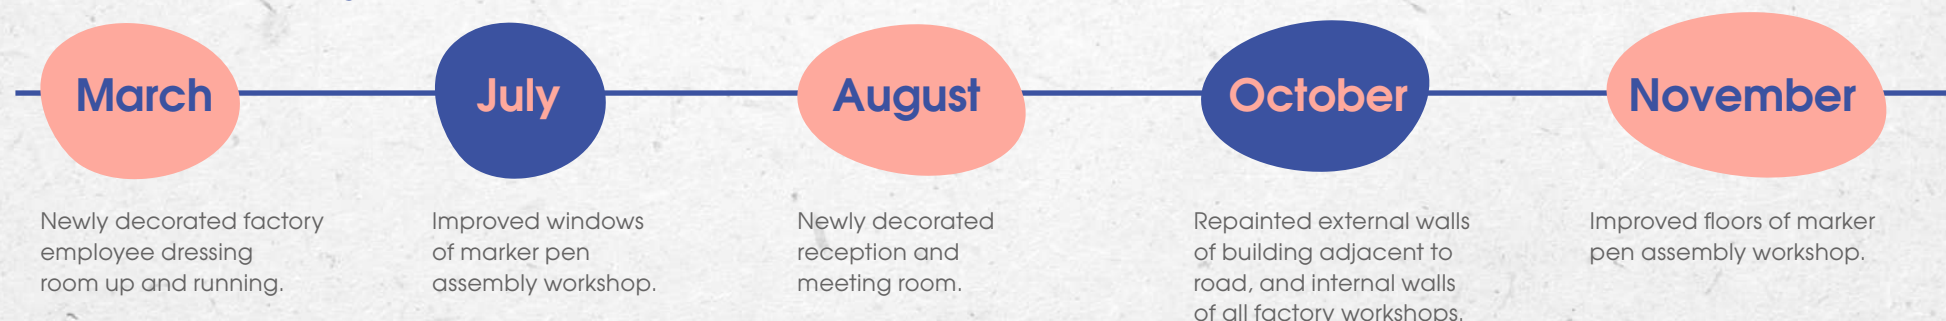 March
Newly decorated factory
employee dressing
room up and running.
July
Improved windows
of marker pen
assembly workshop.
August
Newly decorated
reception and
meeting room.
October
Repainted external walls
of building adjacent to
road, and internal walls
of all factory workshops.
November
Improved floors of marker
pen assembly workshop.